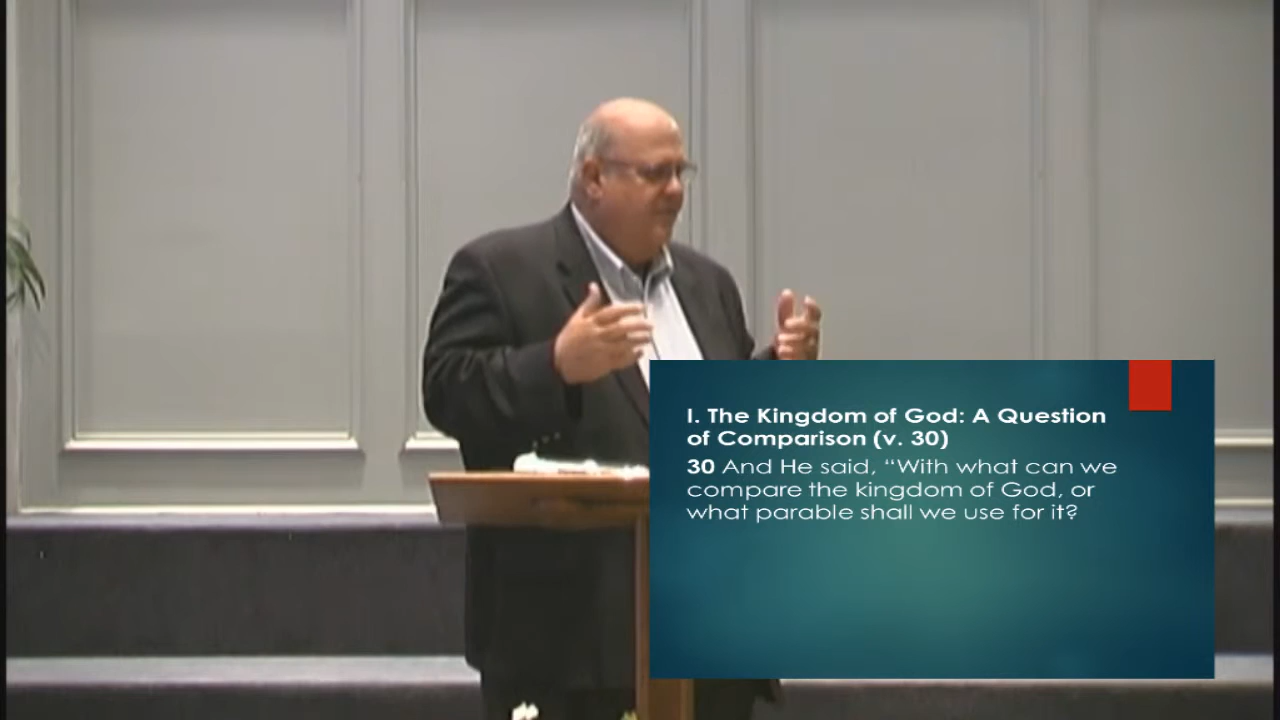 I. The Kingdom of God: A Question
of Comparison (v. 30)
30 And He said, “With what can we
compare the kingdom of God, or
what parable shall we use for it?